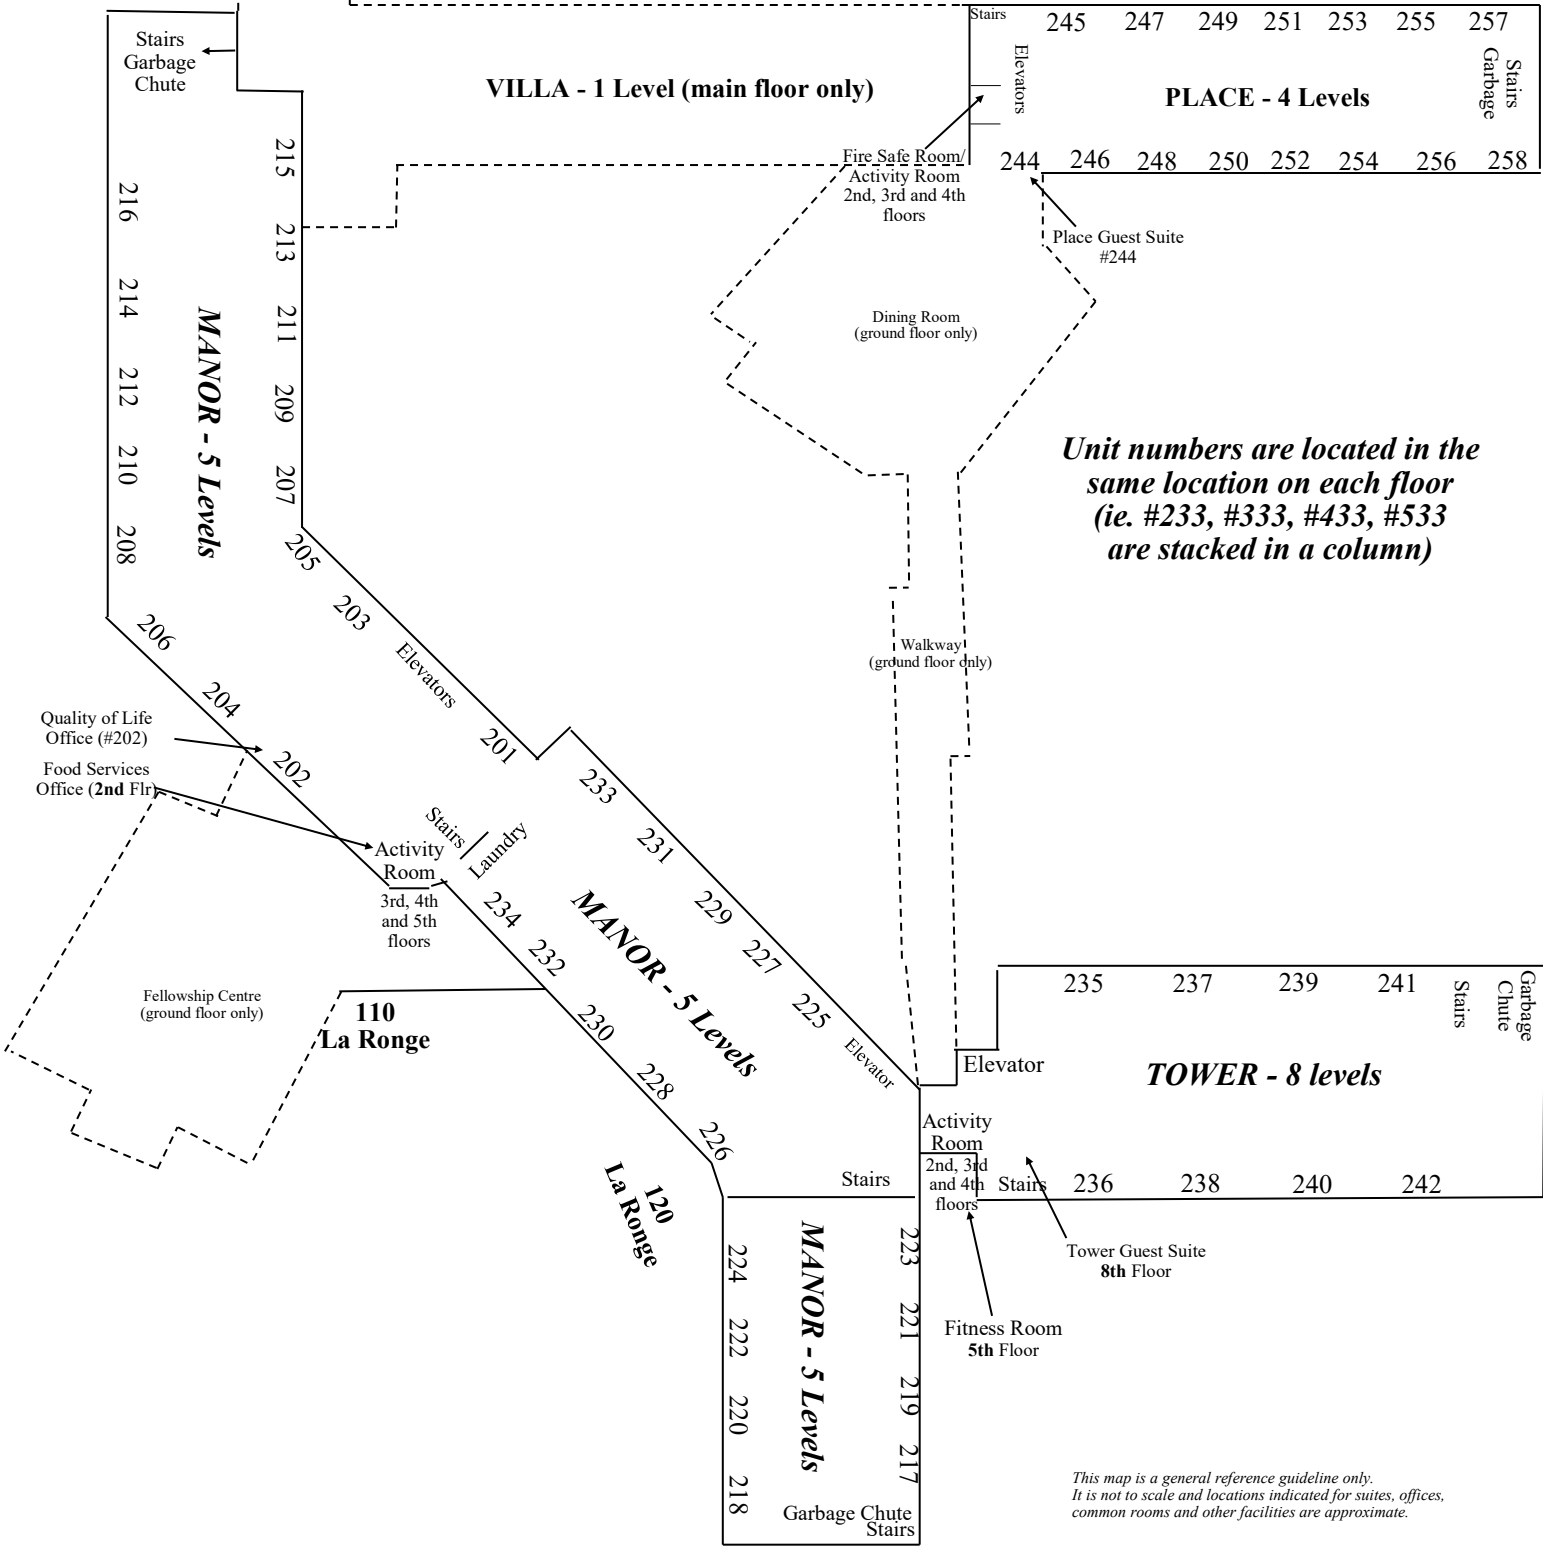 Stairs
245 247 249 251 253 255 257
Elevators
Stairs
Garbage
PLACE - 4 Levels
244 246 248 250 252 254 256 258
Stairs
Garbage
Chute
VILLA - 1 Level (main floor only)
Fire Safe Room/
Activity Room
2nd, 3rd and 4th
floors
Place Guest Suite
#244
215
213
211
209
207
216
214
212
210
208
MANOR - 5 Levels
Dining Room
(ground floor only)
Unit numbers are located in the
same location on each floor
(ie. #233, #333, #433, #533
are stacked in a column)
205
203
Elevators
201
206
204
202
Quality of Life
Office (#202)
Food Services
Office (2nd Flr)
Walkway
(ground floor only)
Stairs
Laundry
Activity
Room
3rd, 4th
and 5th
floors
233
231
229
227
225
Elevator
234
232
230
228
226
MANOR - 5 Levels
Fellowship Centre
(ground floor only)
110
La Ronge
120
La Ronge
235 237 239 241
Stairs
Garbage
Chute
Elevator
TOWER - 8 levels
Activity
Room
2nd, 3rd
and 4th
floors
Stairs 236 238 240 242
Stairs
Tower Guest Suite
8th Floor
Fitness Room
5th Floor
224
222
220
218
MANOR - 5 Levels
223
221
219
217
Garbage Chute
Stairs
This map is a general reference guideline only.
It is not to scale and locations indicated for suites, offices,
common rooms and other facilities are approximate.